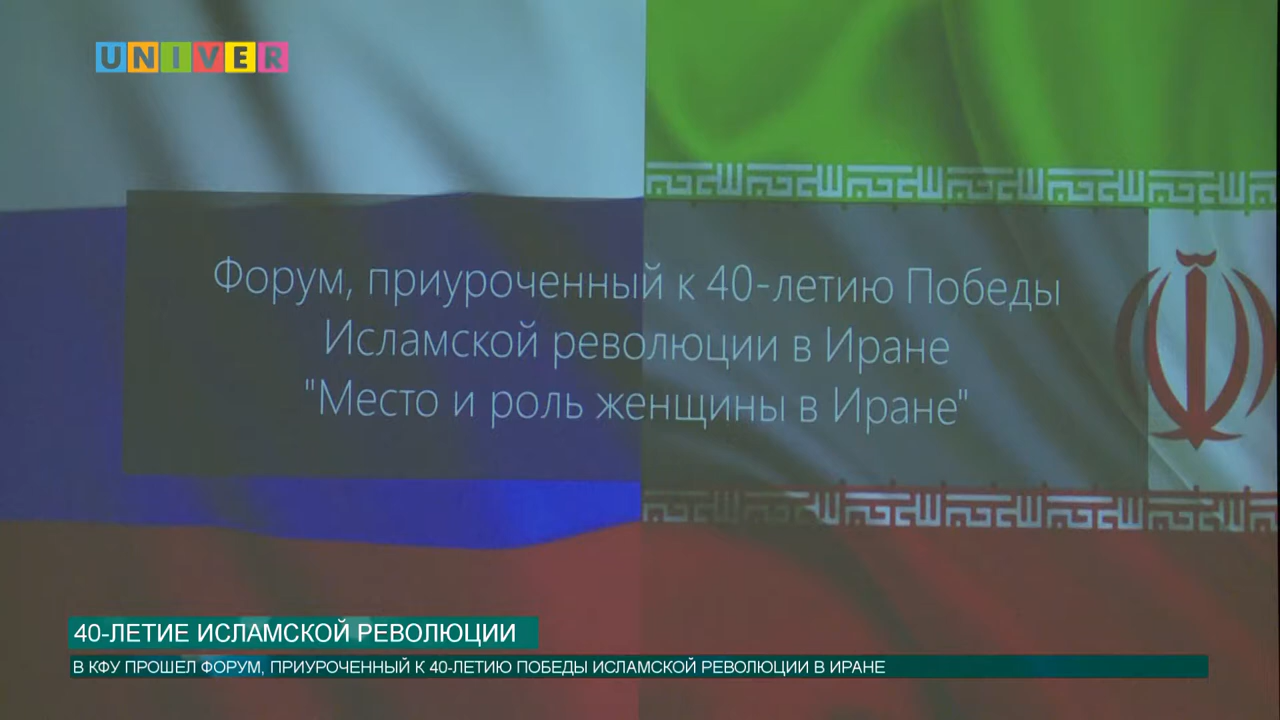 UNIVER
Форум, приуроченный к 40-летию Победы
Исламской революции в Иране
"Место и роль женщины в Иране"
40-ЛЕТИЕ ИСЛАМСКОЙ РЕВОЛЮЦИИ
В КФУ ПРОШЕЛ ФОРУМ, ПРИУРОЧЕННЫЙ К 40-ЛЕТИЮ ПОБЕДЫ ИСЛАМСКОЙ РЕВОЛЮЦИИ В ИРАНЕ